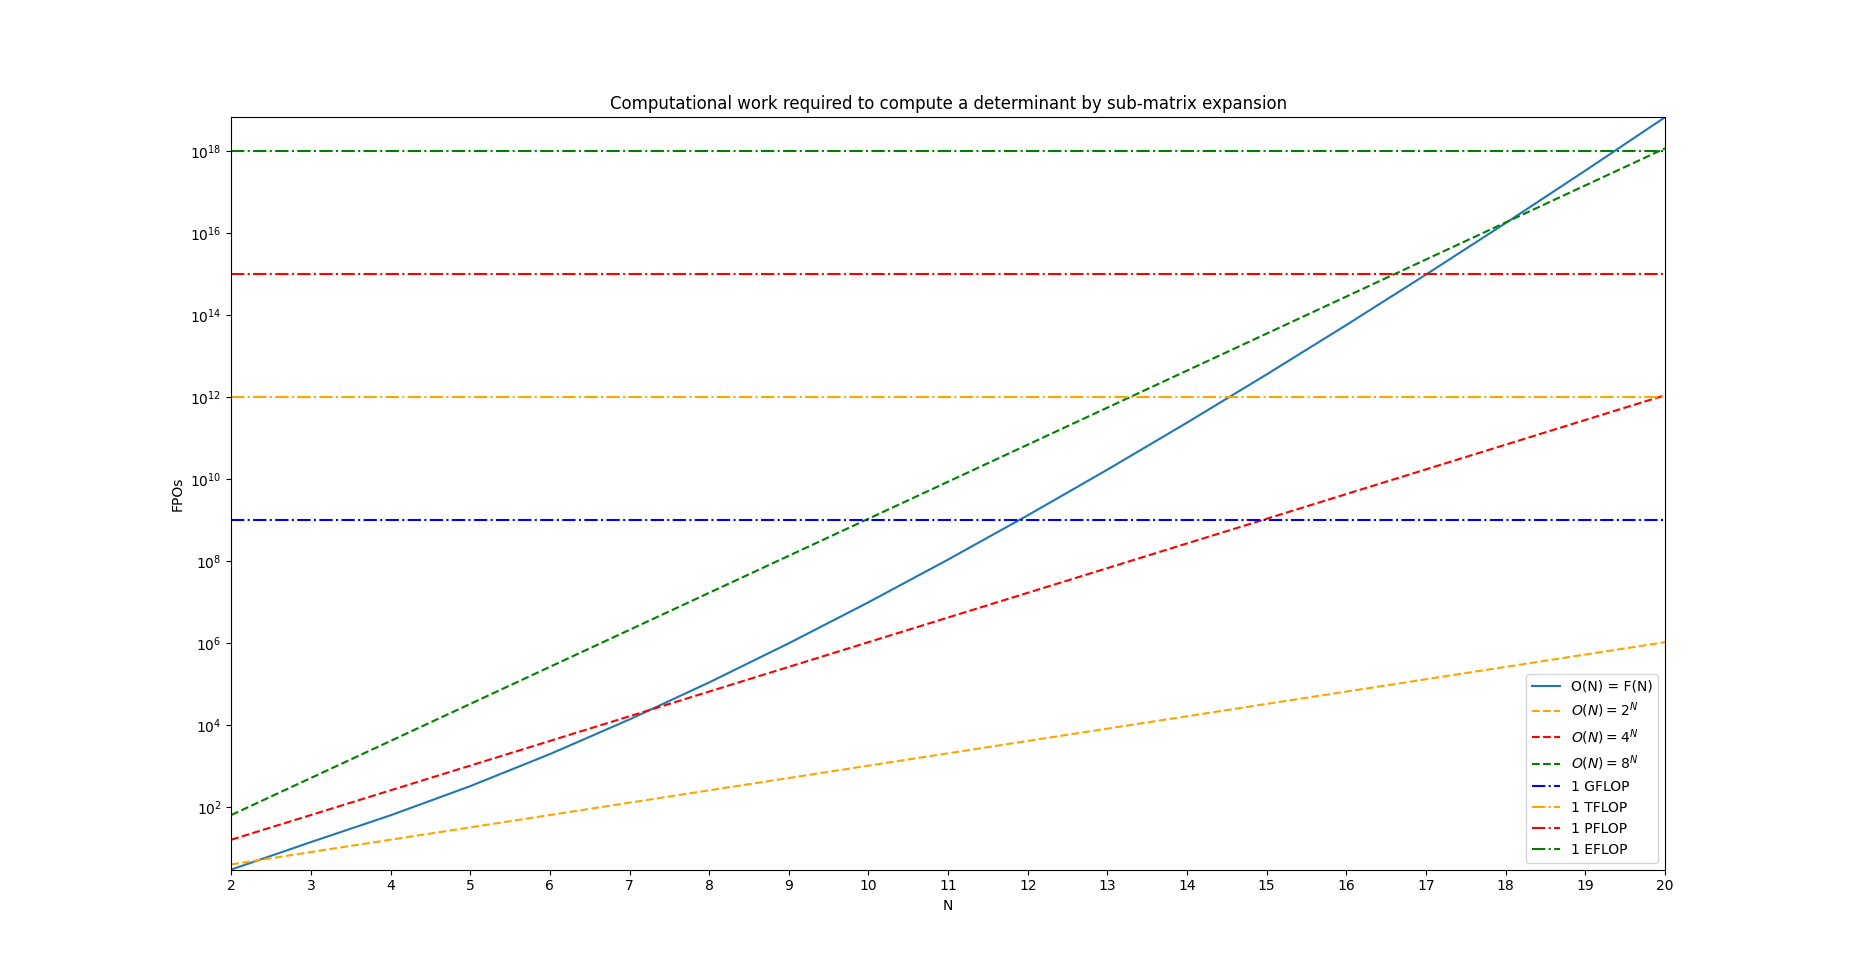 Computational work required to compute a determinant by sub-matrix expansion
10^18
10^16
10^14
10^12
10^10
10^8
10^6
10^4
10^2
FPOs
2 3 4 5 6 7 8 9 10 11 12 13 14 15 16 17 18 19 20
N
O(N) = F(N)
O(N) = 2^N
O(N) = 4^N
O(N) = 8^N
1 GFLOP
1 TFLOP
1 PFLOP
1 EFLOP